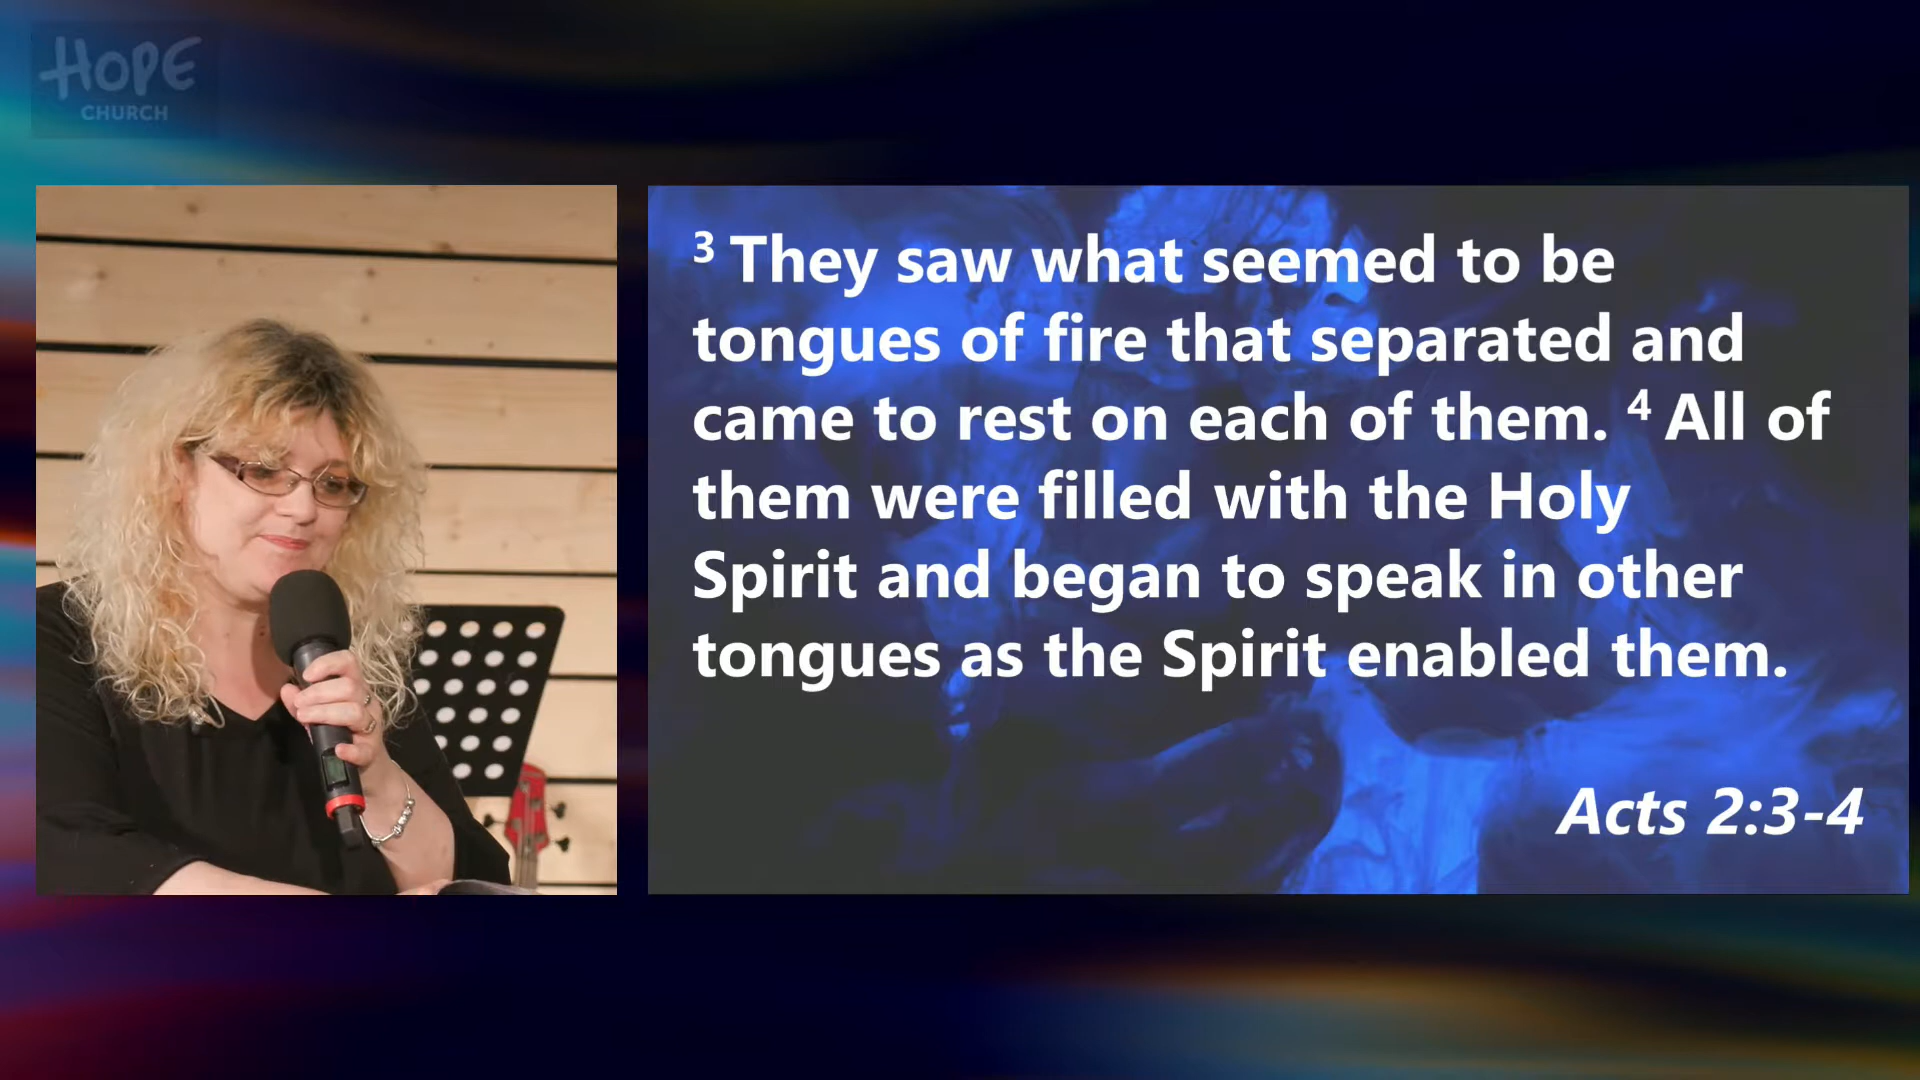 HOPE
CHURCH
³ They saw what seemed to be
tongues of fire that separated and
came to rest on each of them. ⁴ All of
them were filled with the Holy
Spirit and began to speak in other
tongues as the Spirit enabled them.
Acts 2:3-4